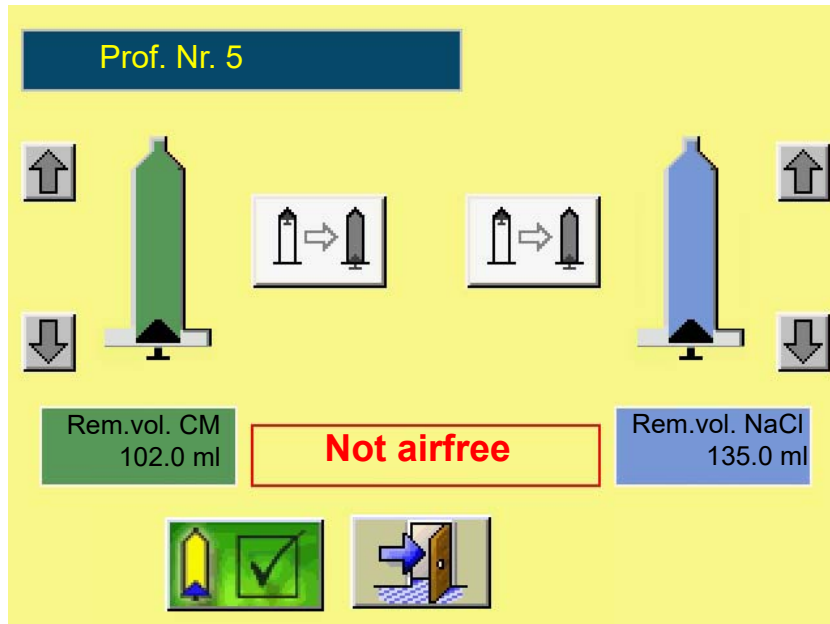 Prof. Nr. 5
Rem.vol. CM
102.0 ml
Not airfree
Rem.vol. NaCl
135.0 ml